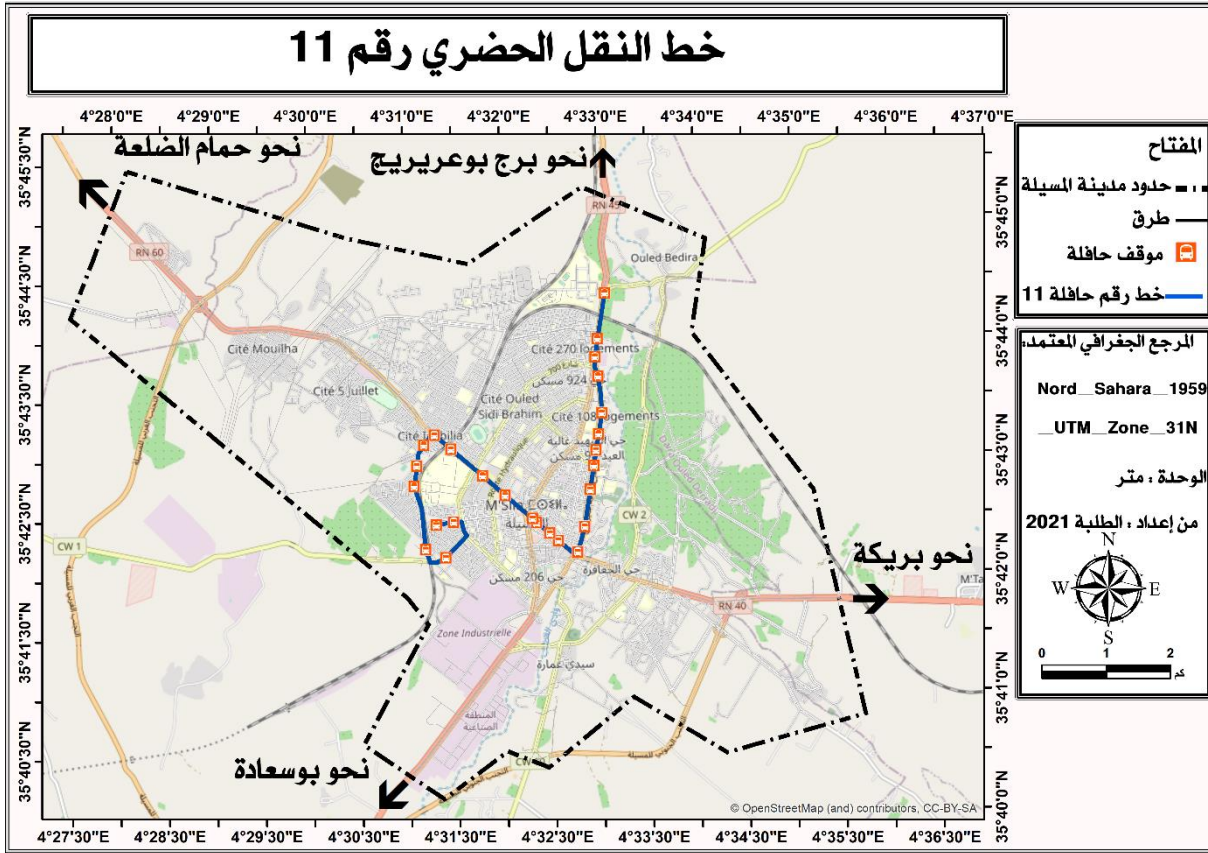 خط النقل الحضري رقم 11
4°28'0"E 4°29'0"E 4°30'0"E 4°31'0"E 4°32'0"E 4°33'0"E 4°34'0"E 4°35'0"E 4°36'0"E 4°37'0"E
35°45'30"N
35°44'30"N
35°43'30"N
35°42'30"N
35°41'30"N
35°40'30"N
نحو حمام الضلعة
نحو برج بوعريريج
RN 45
RN 60
Ouled Bedira
Cité Mouilha
Cité 270 logements
924 مسكن
Cité 5 Juillet
Cité Ouled
Sidi Brahim
Cité 108 logements
M'Sila
CW 2
CW 1
حي الجعافرة
حي 206 مسكن
نحو بريكة
RN 40
Zone Industrielle
سيدي عمارة
المنطقة
الصناعية
نحو بوسعادة
© OpenStreetMap (and) contributors, CC-BY-SA
35°45'0"N
35°44'0"N
35°43'0"N
35°42'0"N
35°41'0"N
35°40'0"N
4°27'30"E 4°28'30"E 4°29'30"E 4°30'30"E 4°31'30"E 4°32'30"E 4°33'30"E 4°34'30"E 4°35'30"E 4°36'30"E
المفتاح
حدود مدينة المسيلة
طرق
موقف حافلة
خط رقم حافلة 11
المرجع الجغرافي المعتمد:
Nord_Sahara_1959
_UTM_Zone_31N
الوحدة : متر
من إعداد : الطلبة 2021
N
W E
S
0 1 2
كم